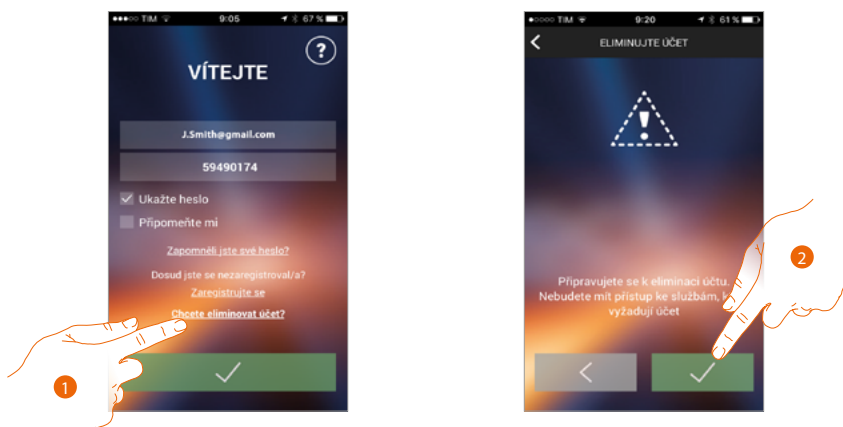 TIM 9:05 67 %
?
VÍTEJTE
J.Smith@gmail.com
59490174
Ukažte heslo
Připomeňte mi
Zapomněli jste své heslo?
Dosud jste se nezaregistroval/a?
Zaregistrujte se
Chcete eliminovat účet?
1
TIM 9:20 61 %
ELIMINUJTE ÚČET
Připravujete se k eliminaci účtu.
Nebudete mít přístup ke službám,
vyžadují účet
2